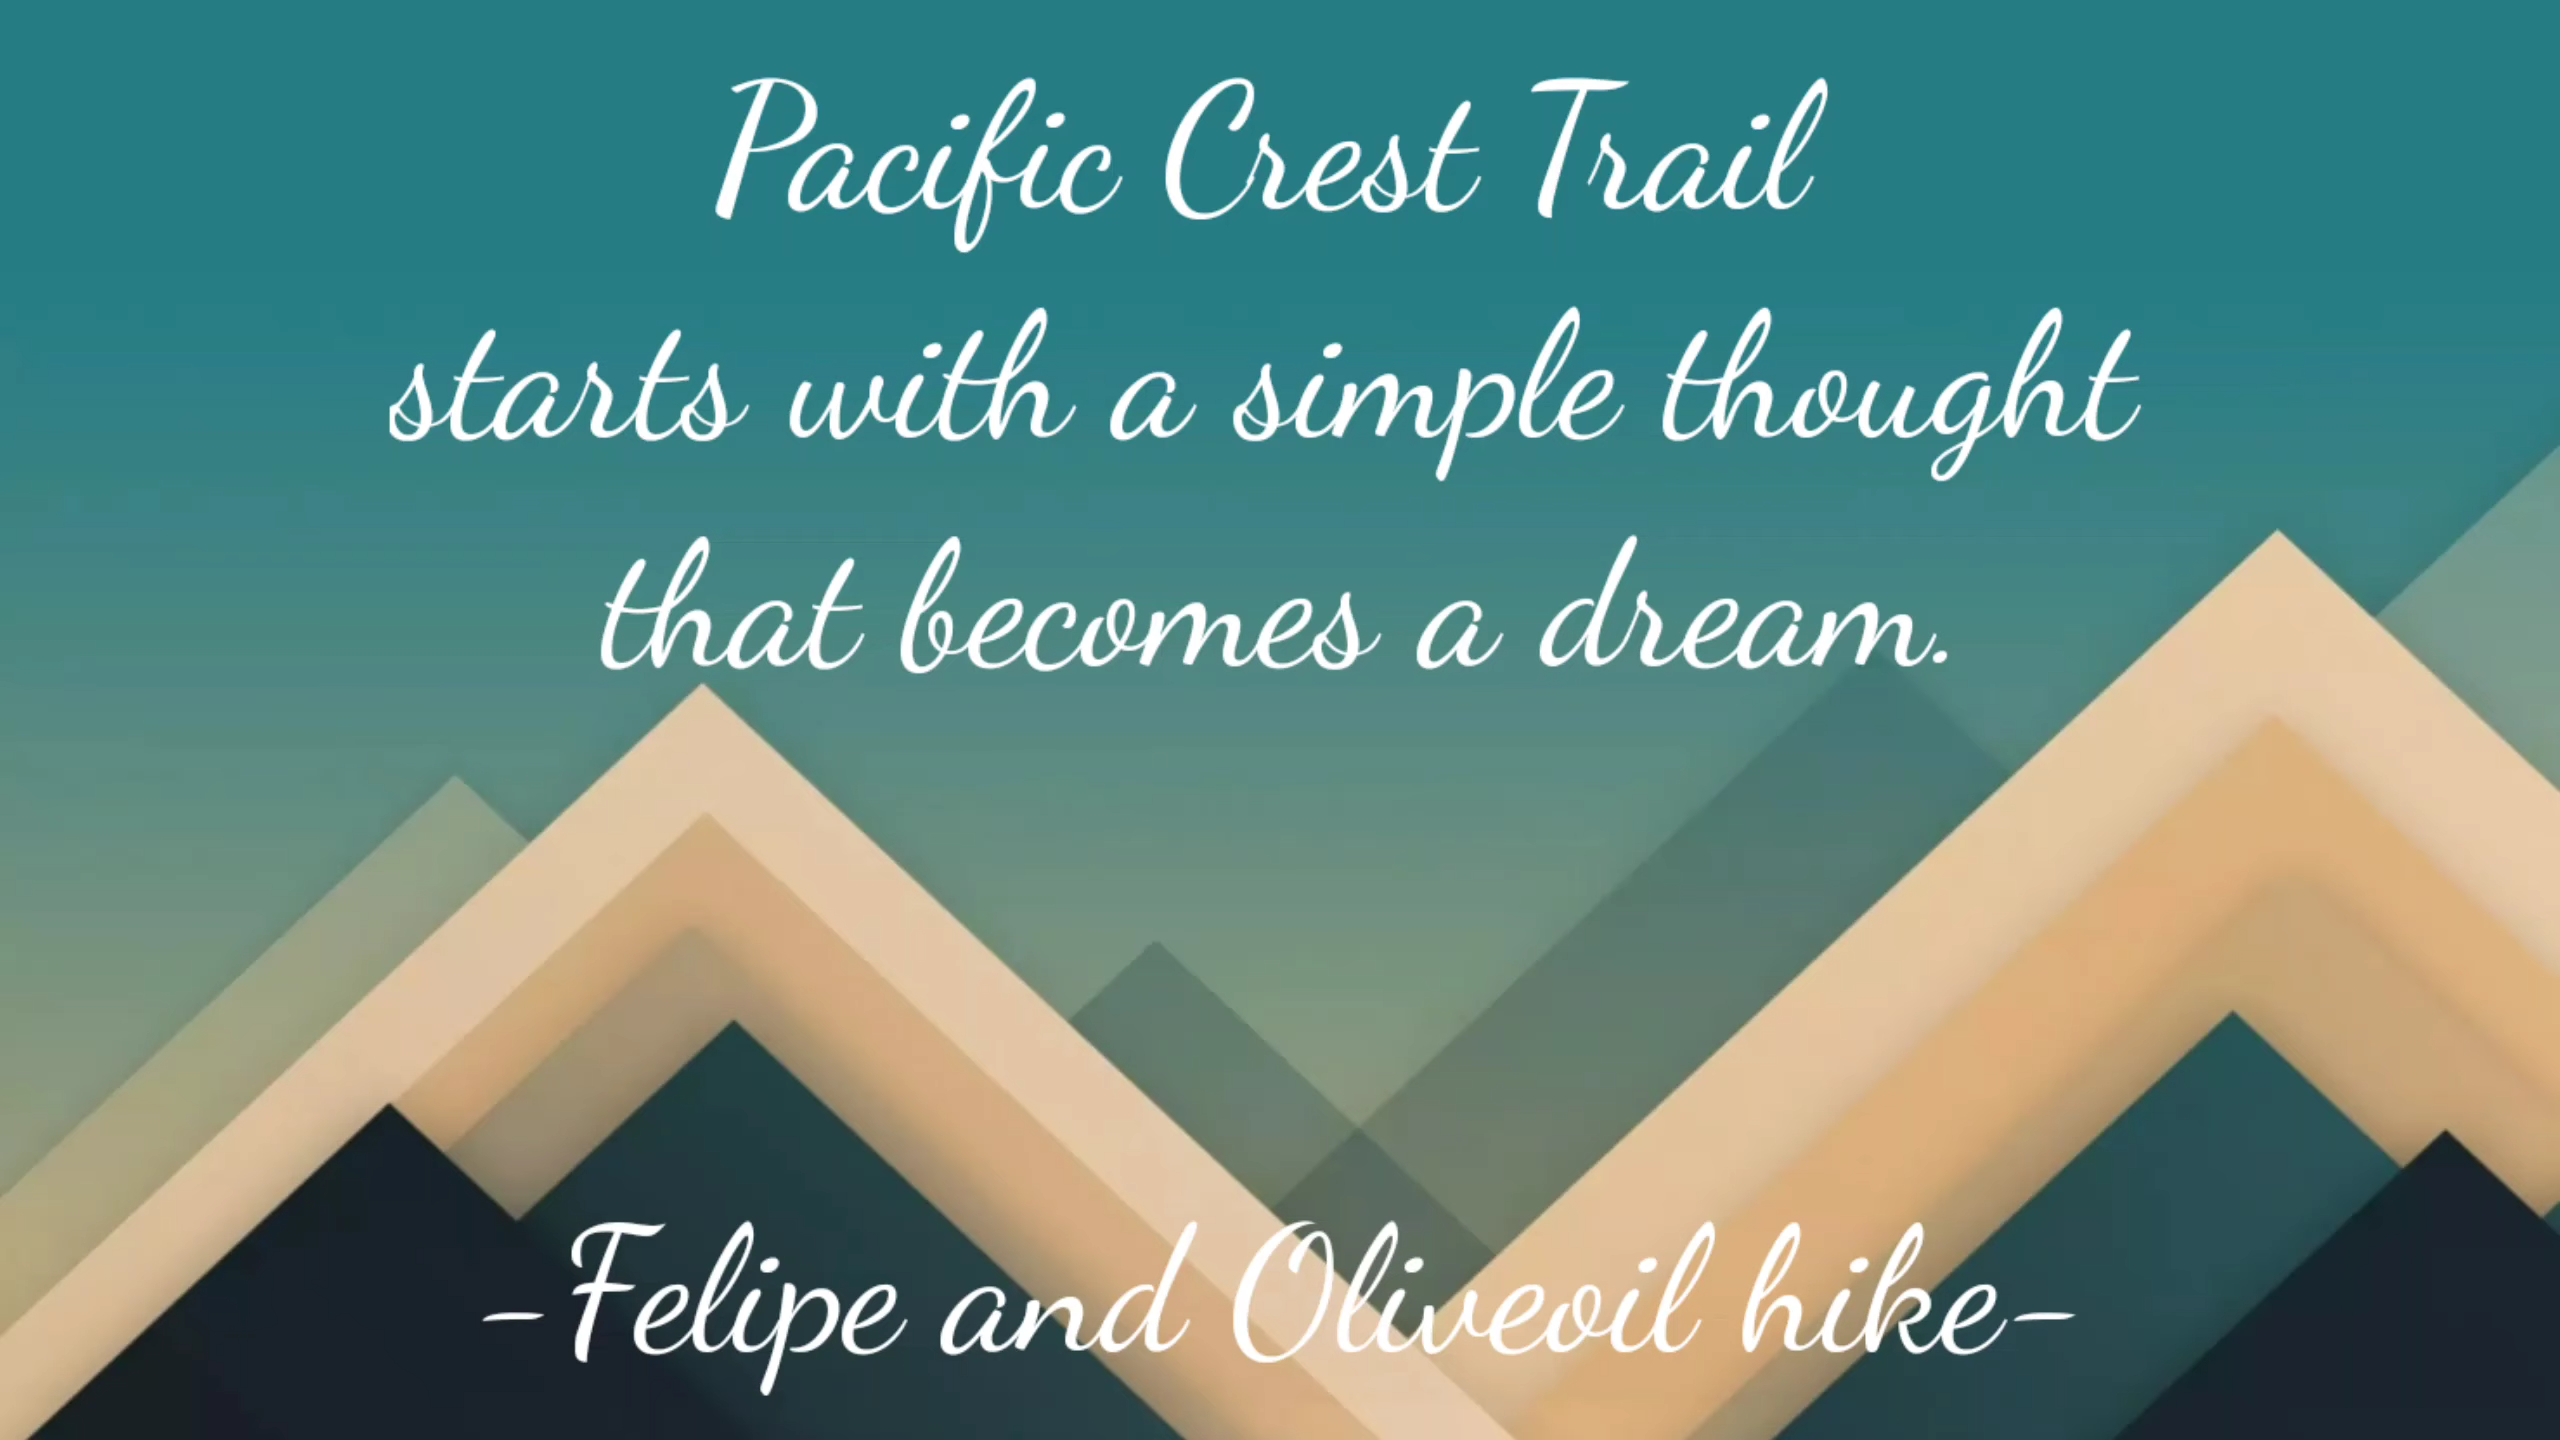 Pacific Crest Trail
starts with a simple thought
that becomes a dream.
-Felipe and Oliveoil hike-